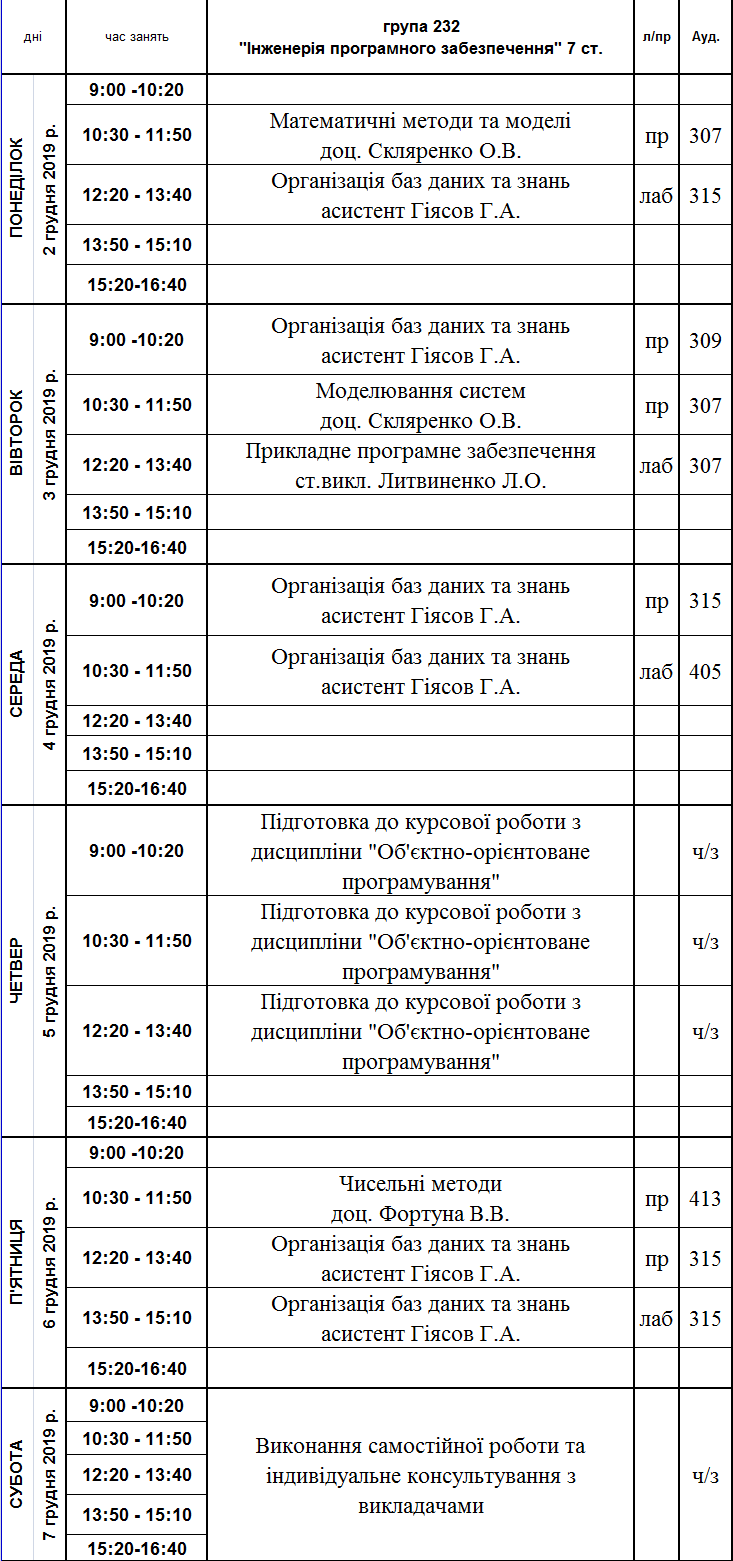 дні
час занять
група 232
"Інженерія програмного забезпечення" 7 ст.
л/пр
Ауд.
ПОНЕДІЛОК
2 грудня 2019 р.
9:00 -10:20
10:30 - 11:50
Математичні методи та моделі
доц. Скляренко О.В.
пр
307
12:20 - 13:40
Організація баз даних та знань
асистент Гіясов Г.А.
лаб
315
13:50 - 15:10
15:20-16:40
ВІВТОРОК
3 грудня 2019 р.
9:00 -10:20
Організація баз даних та знань
асистент Гіясов Г.А.
пр
309
10:30 - 11:50
Моделювання систем
доц. Скляренко О.В.
пр
307
12:20 - 13:40
Прикладне програмне забезпечення
ст.викл. Литвиненко Л.О.
лаб
307
13:50 - 15:10
15:20-16:40
СЕРЕДА
4 грудня 2019 р.
9:00 -10:20
Організація баз даних та знань
асистент Гіясов Г.А.
пр
315
10:30 - 11:50
Організація баз даних та знань
асистент Гіясов Г.А.
лаб
405
12:20 - 13:40
13:50 - 15:10
15:20-16:40
ЧЕТВЕР
5 грудня 2019 р.
9:00 -10:20
Підготовка до курсової роботи з
дисципліни "Об'єктно-орієнтоване
програмування"
ч/з
10:30 - 11:50
Підготовка до курсової роботи з
дисципліни "Об'єктно-орієнтоване
програмування"
ч/з
12:20 - 13:40
Підготовка до курсової роботи з
дисципліни "Об'єктно-орієнтоване
програмування"
ч/з
13:50 - 15:10
15:20-16:40
П'ЯТНИЦЯ
6 грудня 2019 р.
9:00 -10:20
10:30 - 11:50
Чисельні методи
доц. Фортуна В.В.
пр
413
12:20 - 13:40
Організація баз даних та знань
асистент Гіясов Г.А.
пр
315
13:50 - 15:10
Організація баз даних та знань
асистент Гіясов Г.А.
лаб
315
15:20-16:40
СУБОТА
7 грудня 2019 р.
9:00 -10:20
10:30 - 11:50
12:20 - 13:40
13:50 - 15:10
15:20-16:40
Виконання самостійної роботи та
індивідуальне консультування з
викладачами
ч/з